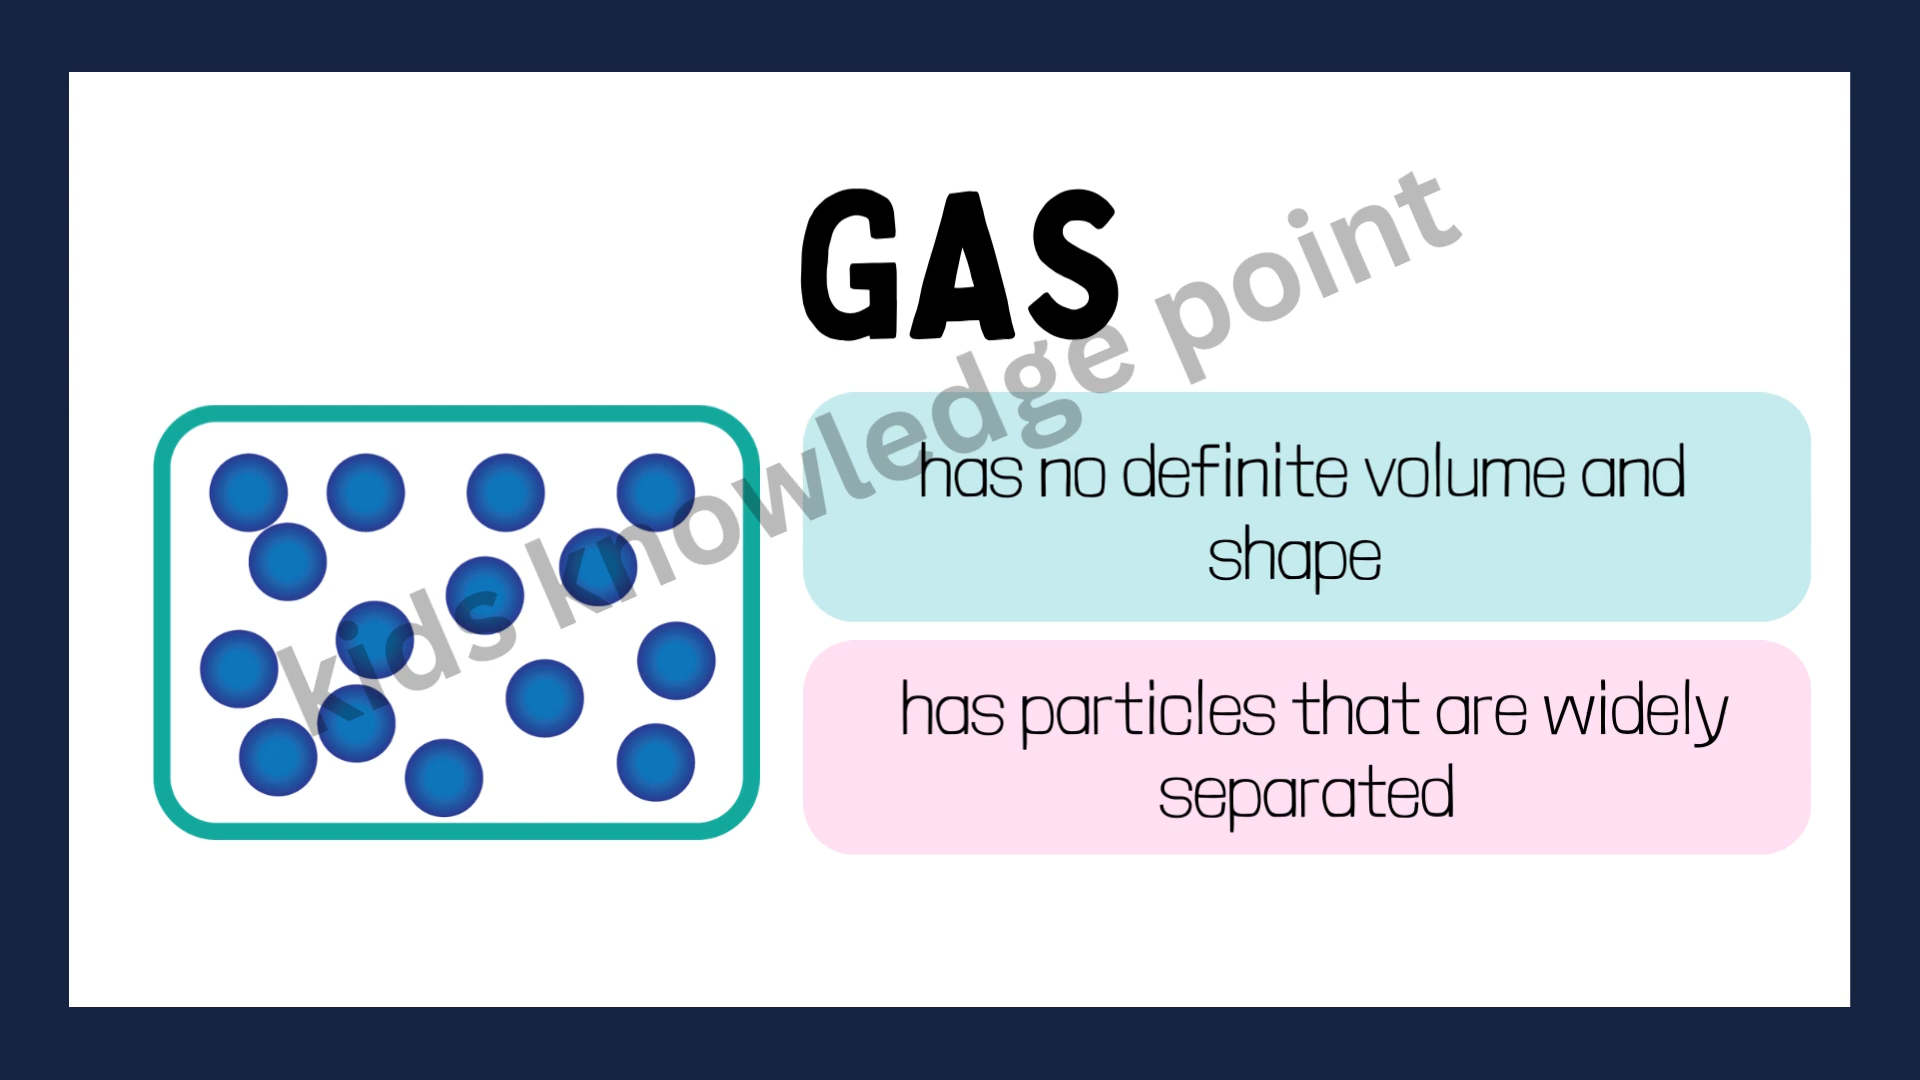 GAS
has no definite volume and
shape
has particles that are widely
separated
kids knowledge point